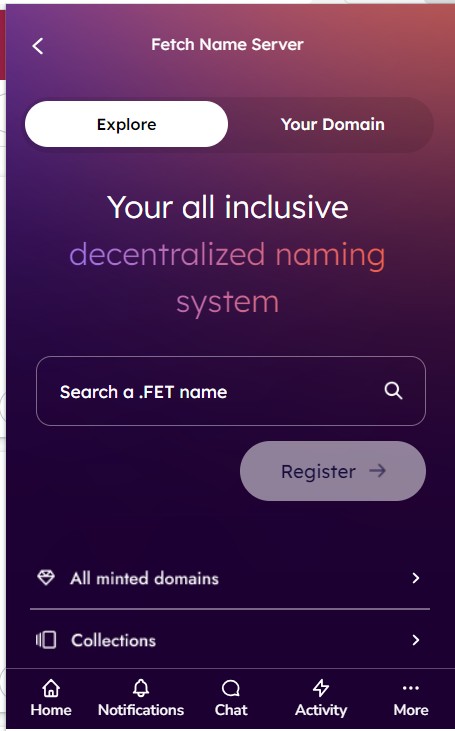 Fetch Name Server
Explore
Your Domain
Your all inclusive
decentralized naming
system
Search a .FET name
Register
All minted domains
Collections
Home
Notifications
Chat
Activity
More